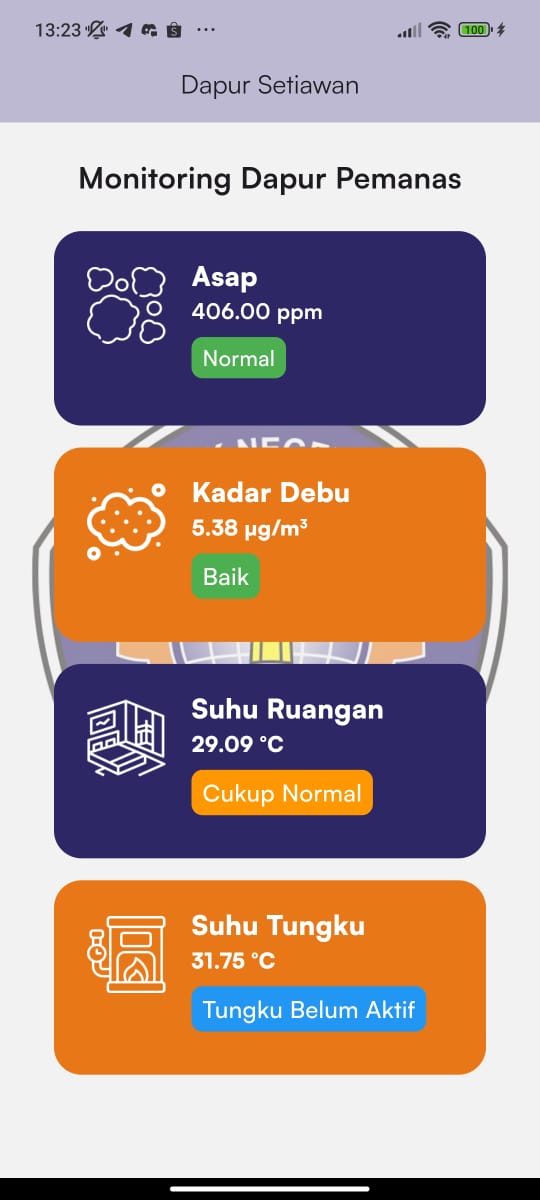 13:23
100
Dapur Setiawan
Monitoring Dapur Pemanas
Asap
406.00 ppm
Normal
Kadar Debu
5.38 µg/m³
Baik
Suhu Ruangan
29.09 °C
Cukup Normal
Suhu Tungku
31.75 °C
Tungku Belum Aktif